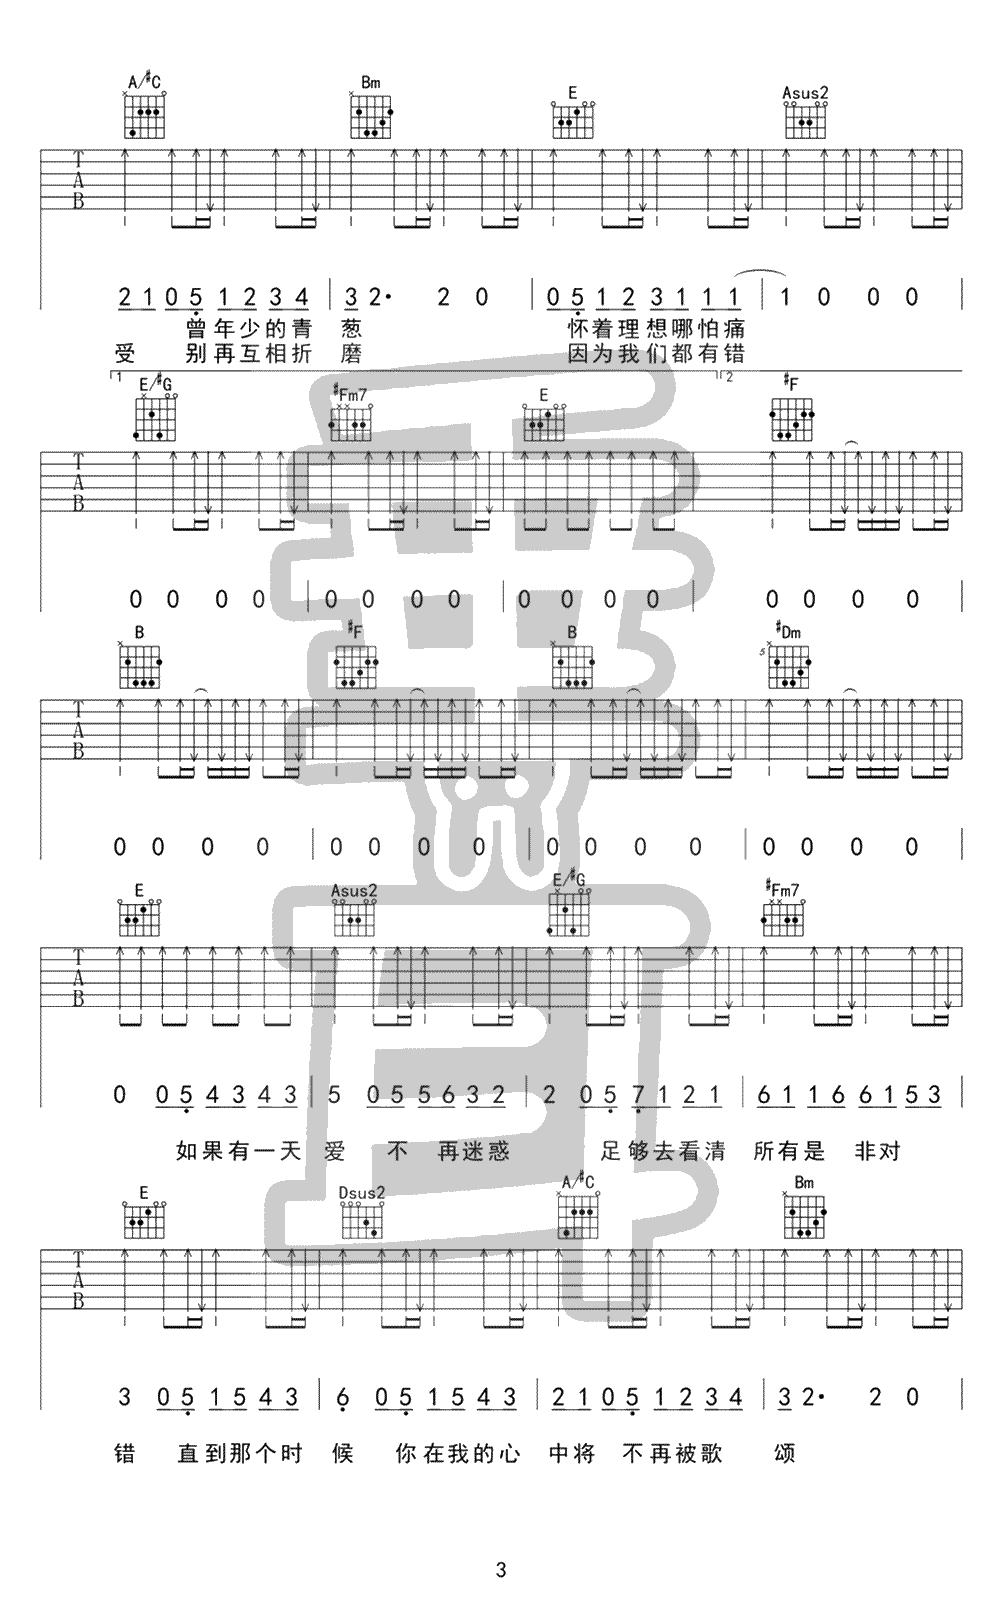 A/#C Bm E Asus2
T
A
B
2 1 0 5 1 2 3 4 3 2· 2 0 0 5 1 2 3 1 1 1 1 0 0 0
曾年少的青 葱 怀着理想哪怕痛
受 别再互相折 磨 因为我们都有错
1 2
E/#G #Fm7 E #F
T
A
B
0 0 0 0 0 0 0 0 0 0 0 0 0 0 0 0
B #F B #Dm
5
T
A
B
0 0 0 0 0 0 0 0 0 0 0 0 0 0 0 0
E Asus2 E/#G #Fm7
T
A
B
0 0 5 4 3 4 3 5 0 5 5 6 3 2 2 0 5 7 1 2 1 6 1 1 6 6 1 5 3
如果有一天 爱 不 再迷惑 足够去看清 所有是 非对
E Dsus2 A/#C Bm
T
A
B
3 0 5 1 5 4 3 6 0 5 1 5 4 3 2 1 0 5 1 2 3 4 3 2· 2 0
错 直到那个时 候 你在我的心 中将 不再被歌 颂
3